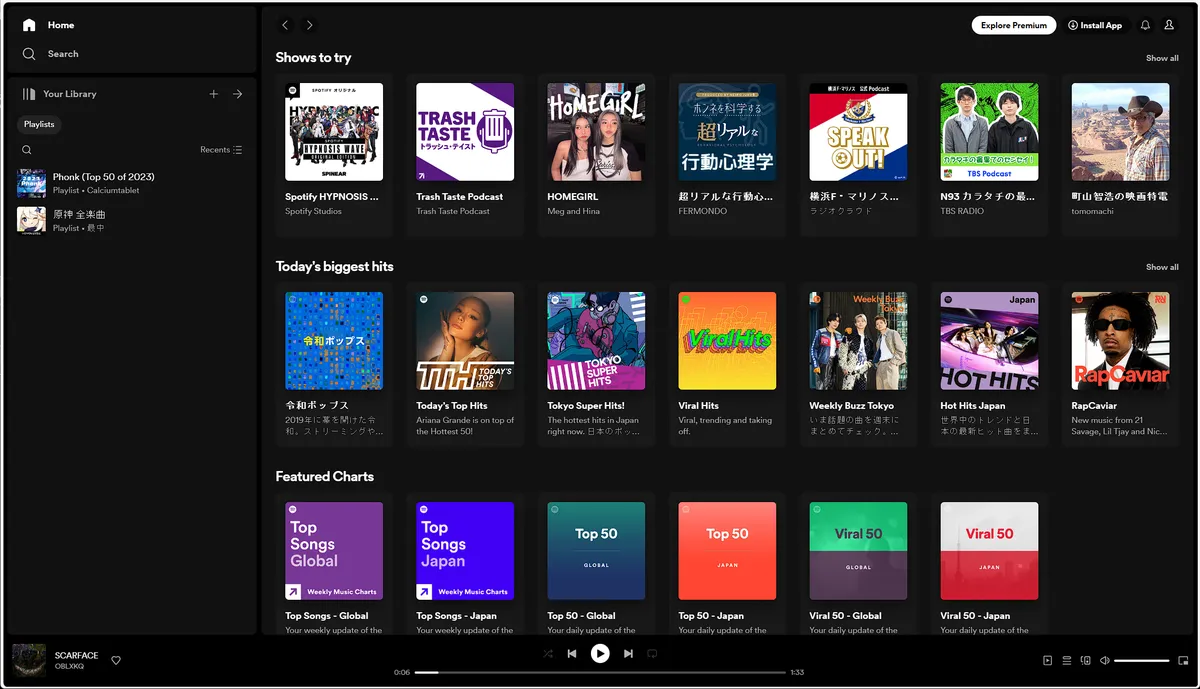 Home
Search
Your Library
Playlists
Recents
Phonk (Top 50 of 2023)
Playlist • Calciumtablet
原神 全楽曲
Playlist • 最中
Explore Premium
Install App
Shows to try
Show all
SPOTIFY オリジナル
HYPNOSIS WAVE
ORIGINAL EDITION
SPINEAR
Spotify HYPNOSIS ...
Spotify Studios
TRASH
TASTE
トラッシュ・テイスト
Trash Taste Podcast
Trash Taste Podcast
HOMEGIRL
HOMEGIRL
Meg and Hina
ホンネを科学する
超リアルな
行動心理学
超リアルな行動心...
FERMONDO
横浜F・マリノス 公式 Podcast
SPEAK
OUT!
横浜F・マリノス...
ラジオクラウド
カラタチの最果てのセンセイ!
TBS Podcast
N93 カラタチの最...
TBS RADIO
町山智浩の映画特電
tomomachi
Today's biggest hits
Show all
令和ポップス
令和ポップス
2019年に幕を開けた令
和。ストリーミングや...
TTH TODAY'S
TOP
HITS
Today's Top Hits
Ariana Grande is on top of
the Hottest 50!
TOKYO
SUPER
HITS
Tokyo Super Hits!
The hottest hits in Japan
right now. 日本のポッ...
Viral Hits
Viral Hits
Viral, trending and taking
off.
Weekly Buzz
Tokyo
Weekly Buzz Tokyo
いま話題の曲を週末に
まとめてチェック。...
Japan
HOT HITS
Hot Hits Japan
世界中のトレンドと日
本の最新ヒット曲をま...
RapCaviar
RapCaviar
New music from 21
Savage, Lil Tjay and Nic...
Featured Charts
Top
Songs
Global
Weekly Music Charts
Top Songs - Global
Your weekly update of the
Top
Songs
Japan
Weekly Music Charts
Top Songs - Japan
Your weekly update of the
Top 50
GLOBAL
Top 50 - Global
Your daily update of the
Top 50
JAPAN
Top 50 - Japan
Your daily update of the
Viral 50
GLOBAL
Viral 50 - Global
Your daily update of the
Viral 50
JAPAN
Viral 50 - Japan
Your daily update of the
SCARFACE
OBLXKQ
0:06
1:33